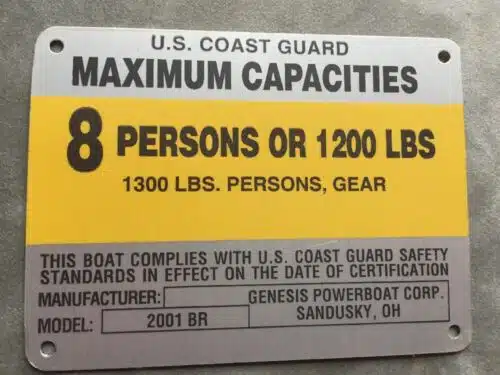 U.S. COAST GUARD
MAXIMUM CAPACITIES
8 PERSONS OR 1200 LBS
1300 LBS. PERSONS, GEAR
THIS BOAT COMPLIES WITH U.S. COAST GUARD SAFETY
STANDARDS IN EFFECT ON THE DATE OF CERTIFICATION
MANUFACTURER: GENESIS POWERBOAT CORP.
SANDUSKY, OH
MODEL: 2001 BR